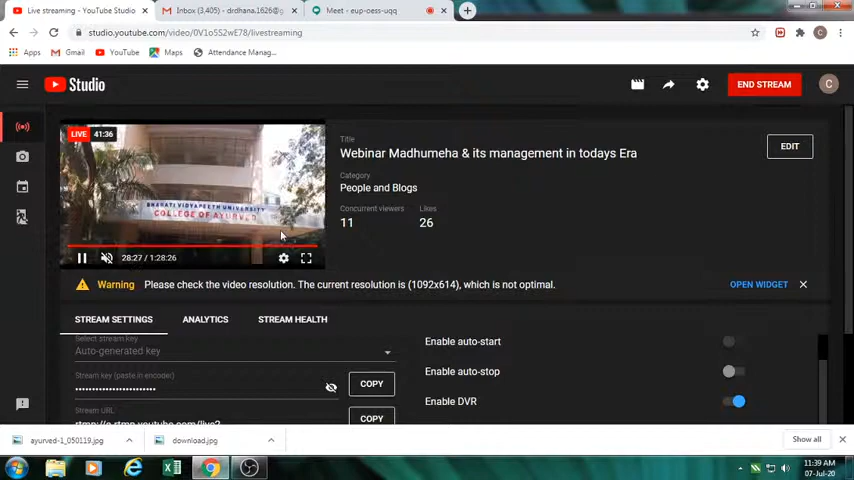 Live streaming - YouTube Studio
Inbox (3,405) - drdhana.1626@g
Meet - eup-oess-uqq
studio.youtube.com/video/0V1o5S2wE78/livestreaming
Apps
Gmail
YouTube
Maps
Attendance Manag...
C
Studio
END STREAM
C
LIVE 41:36
BHARATI VIDYAPEETH UNIVERSITY
COLLEGE OF AYURVED
28:27 / 1:28:26
Title
Webinar Madhumeha & its management in todays Era
EDIT
Category
People and Blogs
Concurrent viewers
11
Likes
26
Warning Please check the video resolution. The current resolution is (1092x614), which is not optimal.
OPEN WIDGET
STREAM SETTINGS
ANALYTICS
STREAM HEALTH
Select stream key
Auto-generated key
Stream key (paste in encoder)
COPY
Stream URL
rtmp://a.rtmp.youtube.com/live2
COPY
Enable auto-start
Enable auto-stop
Enable DVR
ayurved-1_050119.jpg
download.jpg
Show all
11:39 AM
07-Jul-20